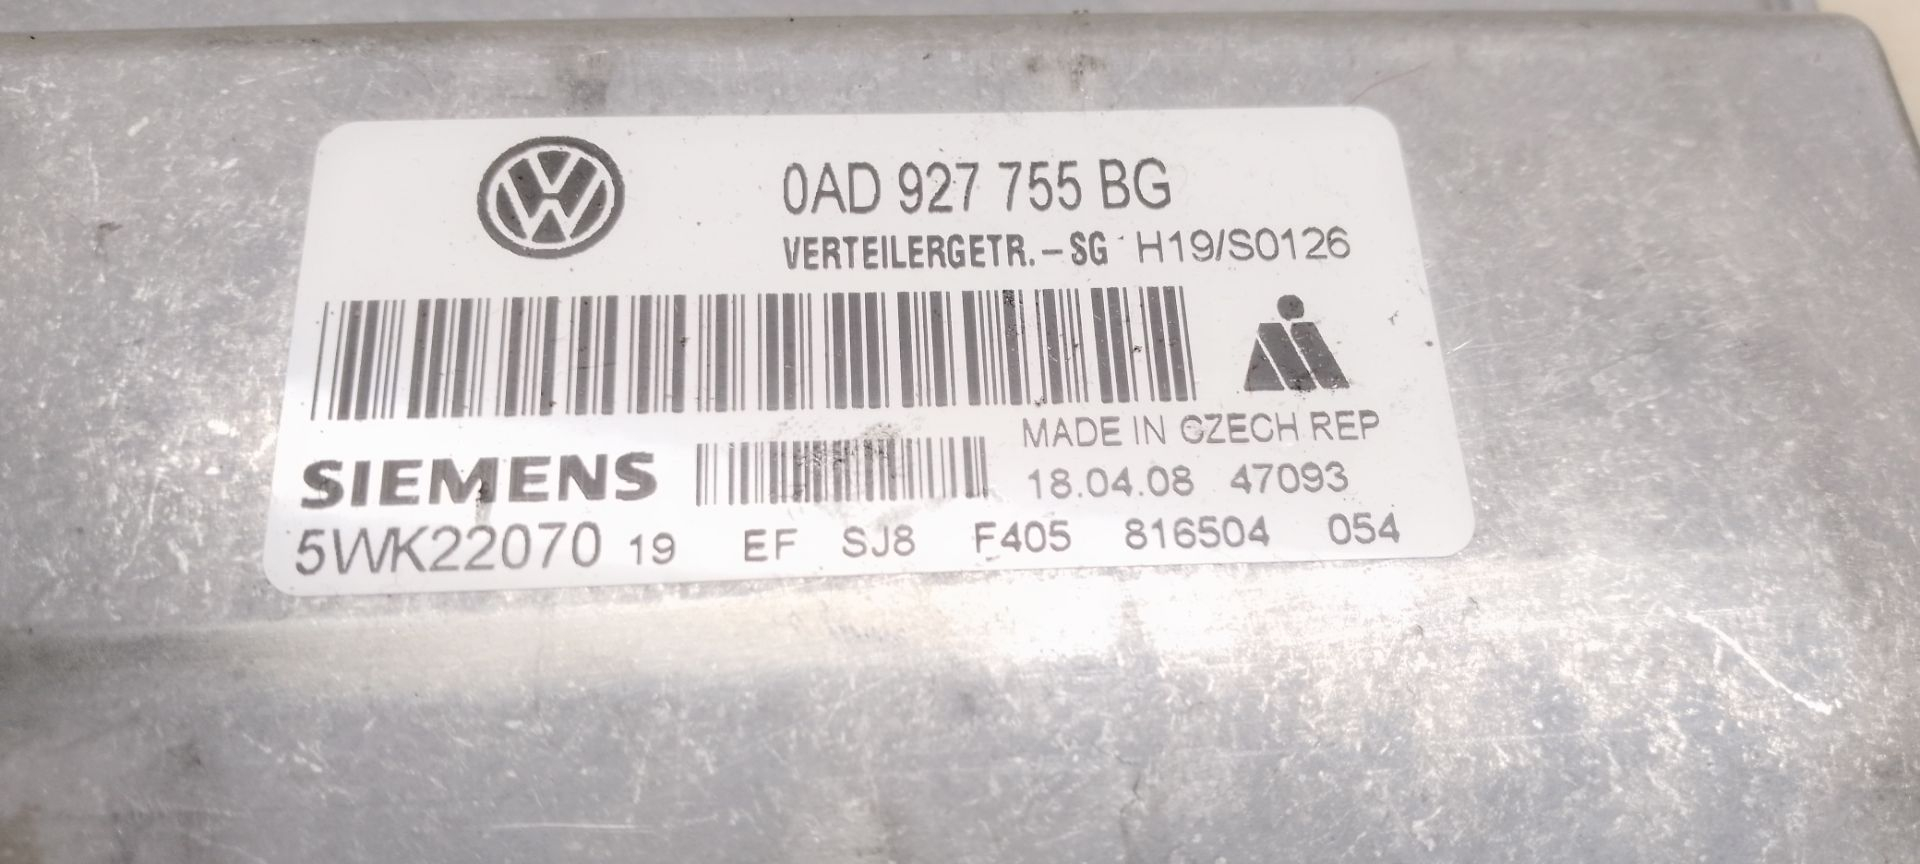 0AD 927 755 BG
VERTEILERGETR.-SG H19/S0126
MADE IN CZECH REP
SIEMENS 18.04.08 47093
5WK22070 19 EF SJ8 F405 816504 054